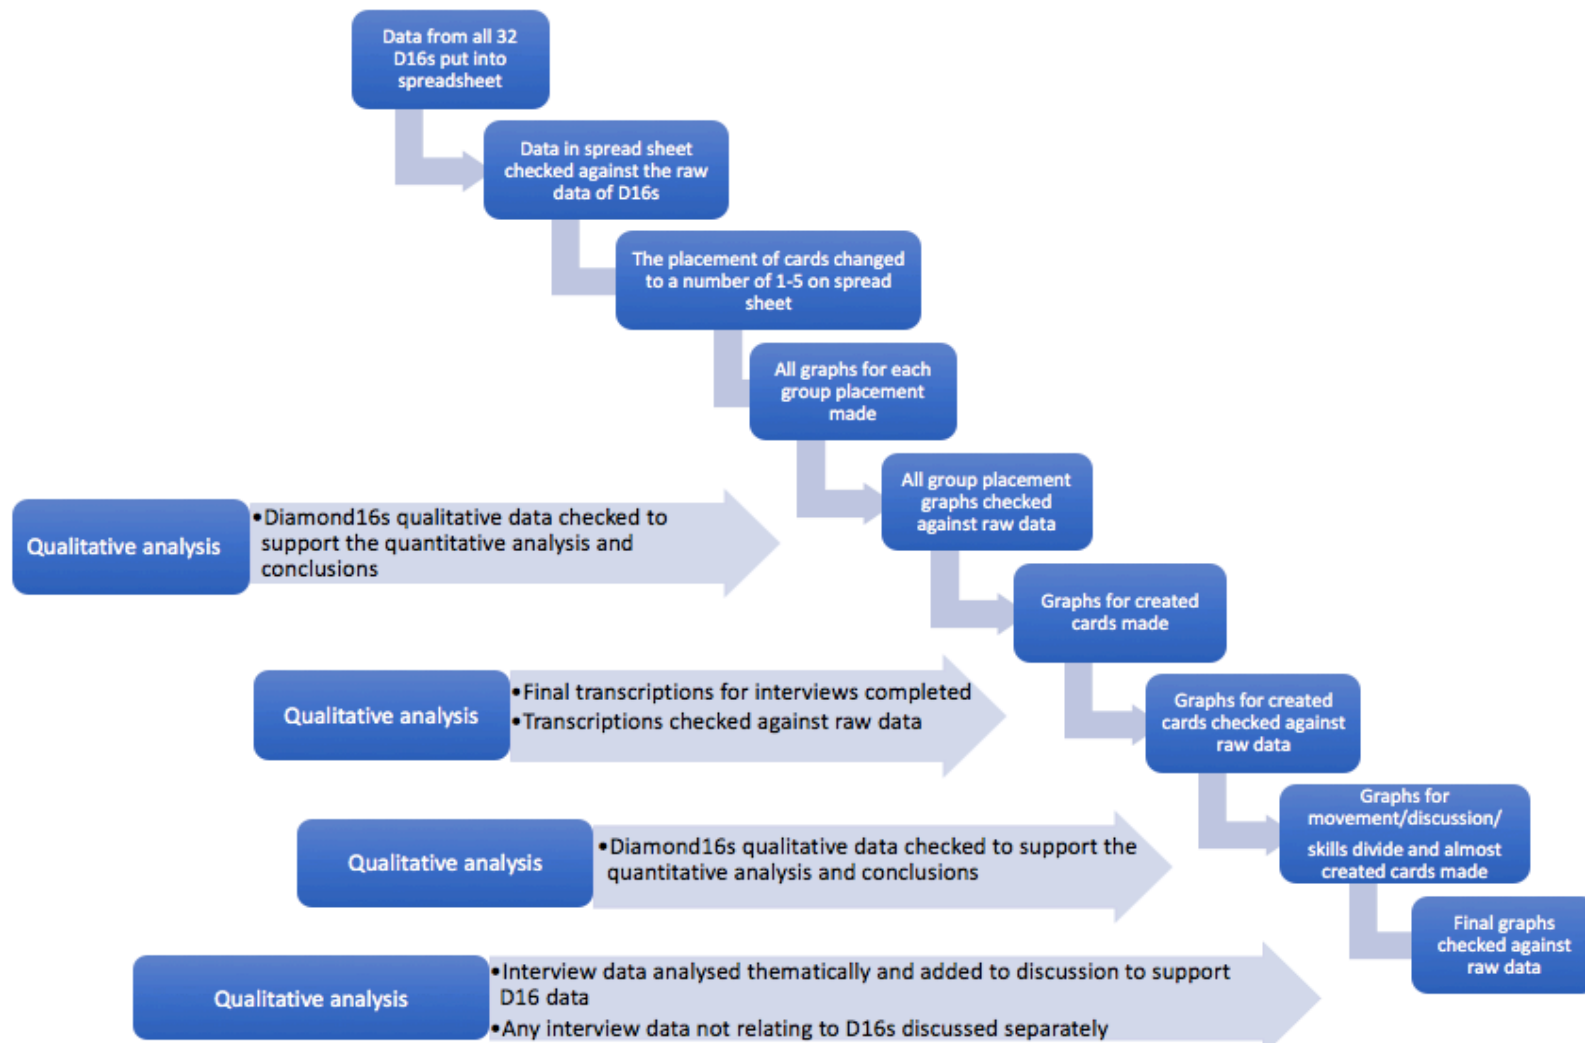 Data from all 32
D16s put into
spreadsheet
Data in spread sheet
checked against the raw
data of D16s
The placement of cards changed
to a number of 1-5 on spread
sheet
All graphs for each
group placement
made
All group placement
graphs checked
against raw data
Qualitative analysis
•Diamond16s qualitative data checked to
support the quantitative analysis and
conclusions
Graphs for created
cards made
Qualitative analysis
•Final transcriptions for interviews completed
•Transcriptions checked against raw data
Graphs for created
cards checked against
raw data
Graphs for
movement/discussion/
skills divide and almost
created cards made
Qualitative analysis
•Diamond16s qualitative data checked to support the
quantitative analysis and conclusions
Final graphs
checked against
raw data
Qualitative analysis
•Interview data analysed thematically and added to discussion to support
D16 data
•Any interview data not relating to D16s discussed separately